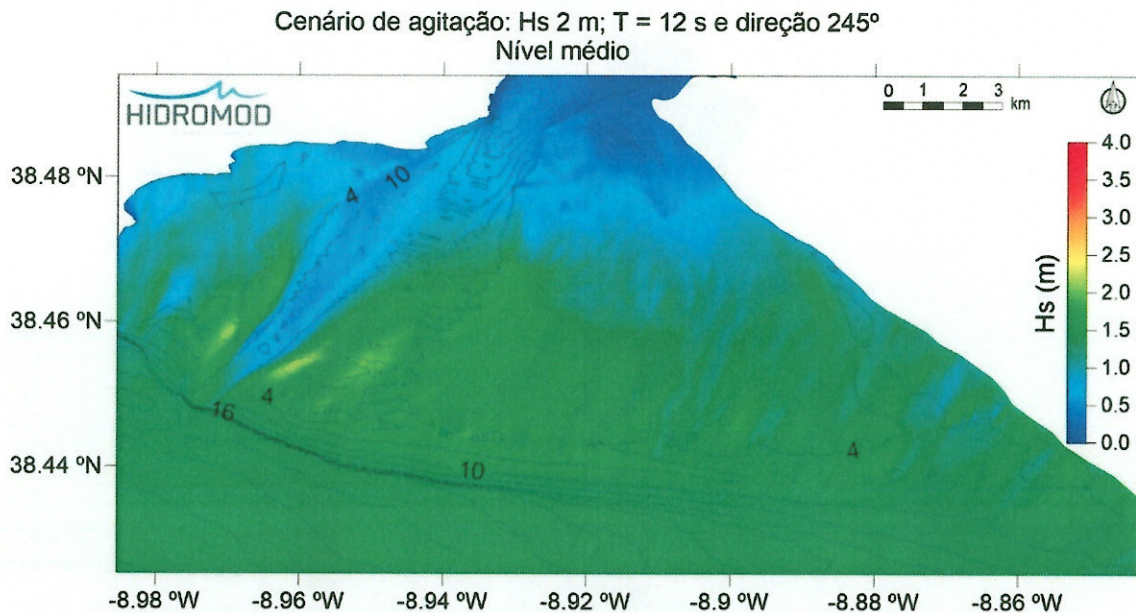 Cenário de agitação: Hs 2 m; T = 12 s e direção 245º
Nível médio
HIDROMOD
0 1 2 3 km
38.48 ºN
38.46 ºN
38.44 ºN
4 10
4
16
10
4
4.0
3.5
3.0
2.5
2.0
1.5
1.0
0.5
0.0
Hs (m)
-8.98 ºW -8.96 ºW -8.94 ºW -8.92 ºW -8.9 ºW -8.88 ºW -8.86 ºW